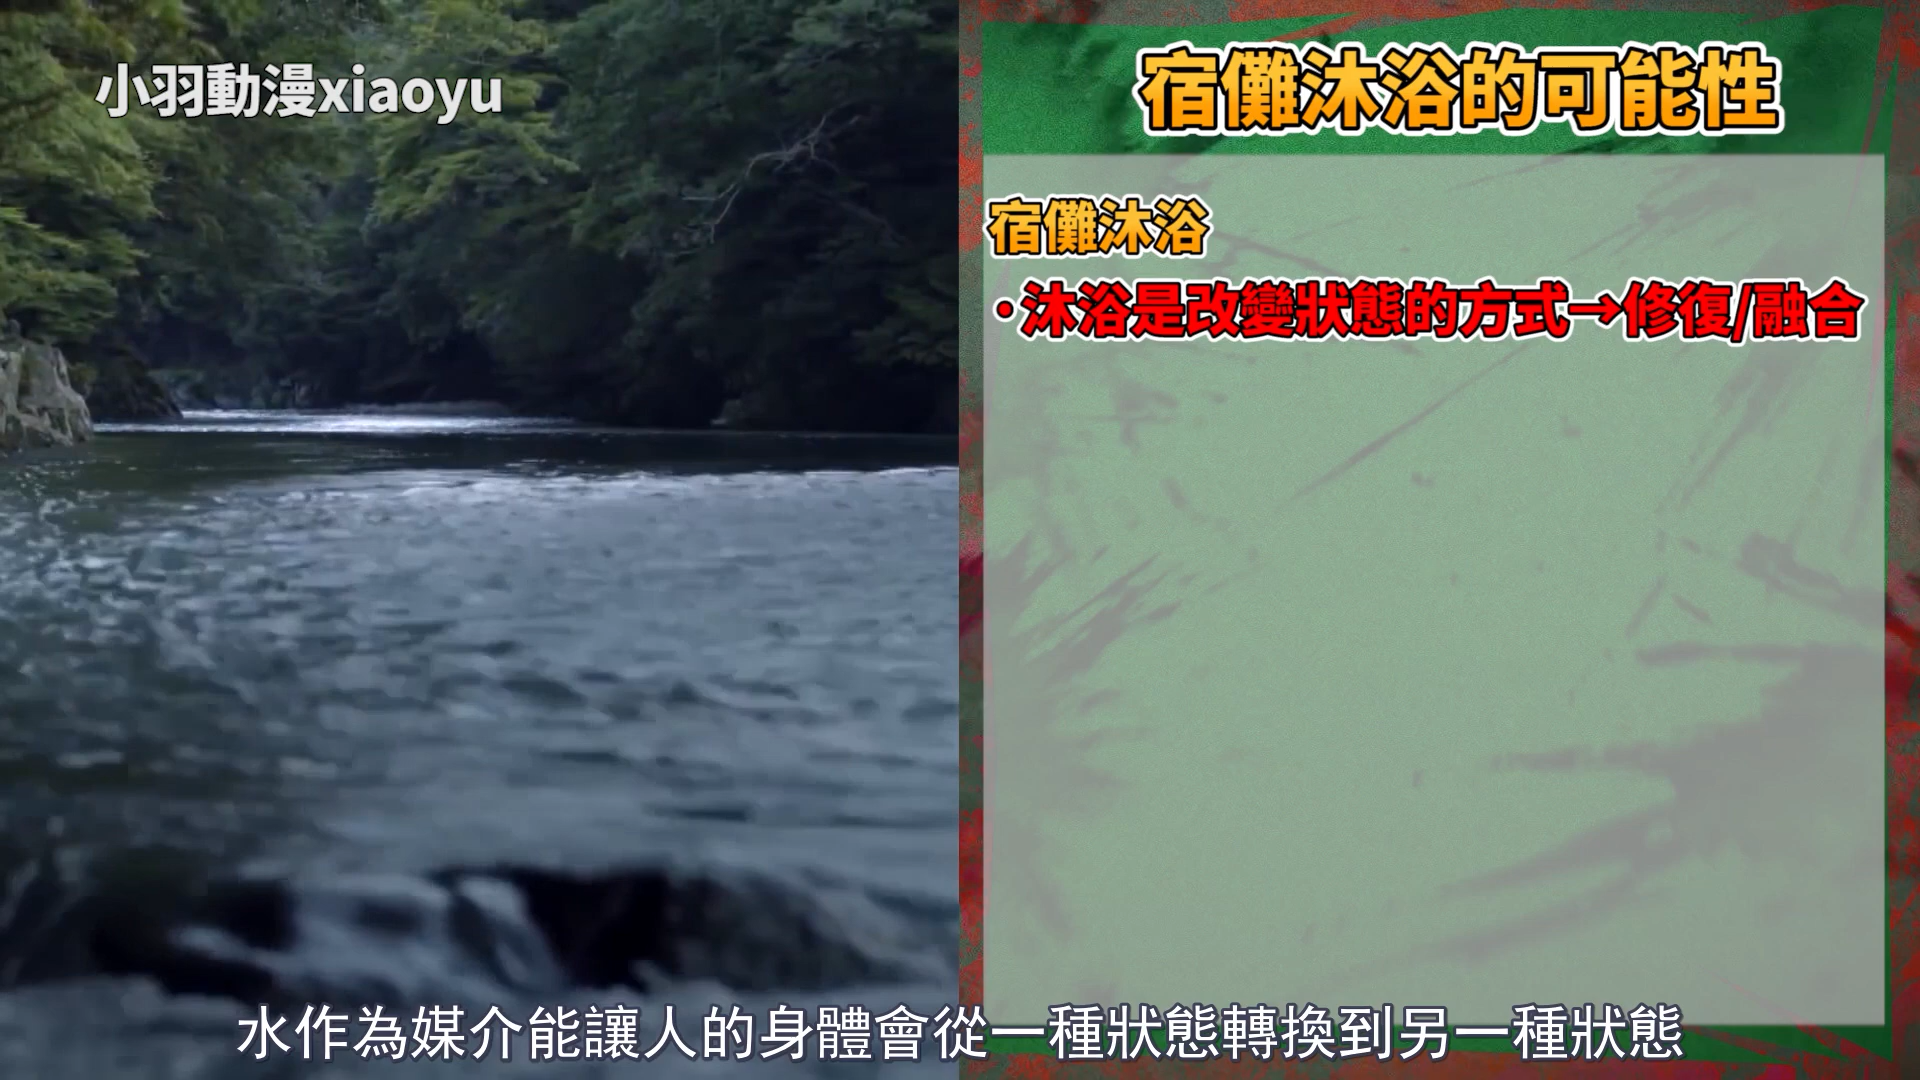 小羽動漫xiaoyu
宿儺沐浴的可能性
宿儺沐浴
·沐浴是改變狀態的方式→修復/融合
水作為媒介能讓人的身體會從一種狀態轉換到另一種狀態